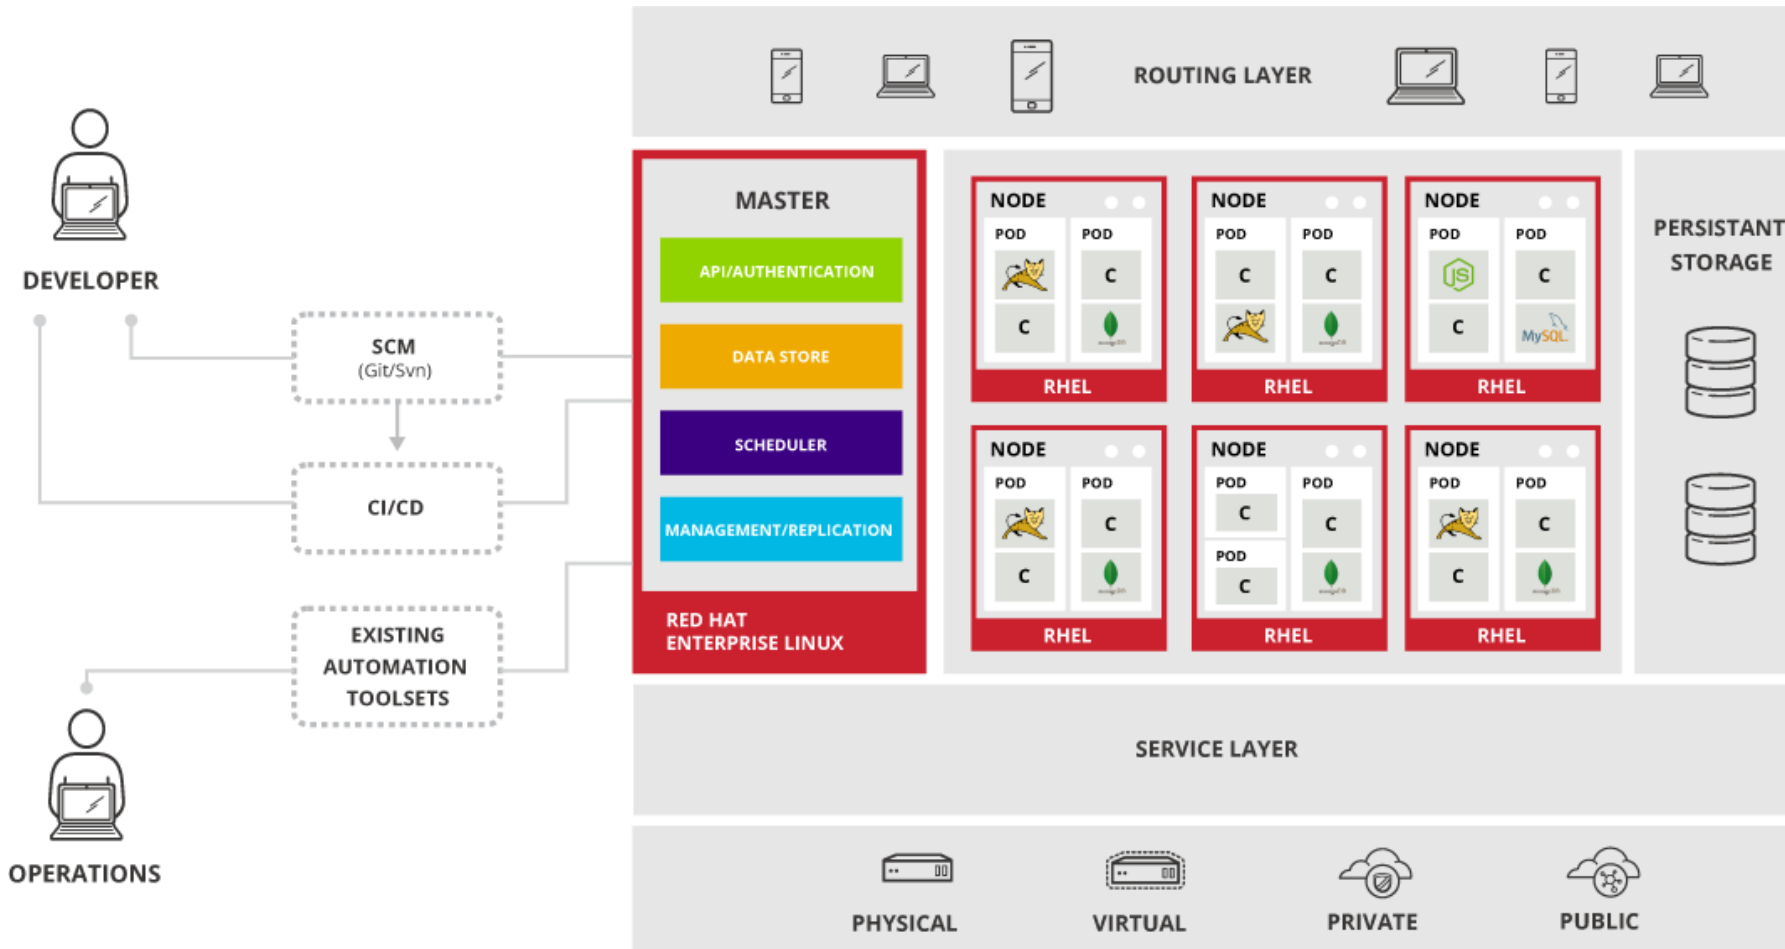 ROUTING LAYER
DEVELOPER
SCM
(Git/Svn)
CI/CD
EXISTING
AUTOMATION
TOOLSETS
OPERATIONS
MASTER
API/AUTHENTICATION
DATA STORE
SCHEDULER
MANAGEMENT/REPLICATION
RED HAT
ENTERPRISE LINUX
NODE
POD
POD
C
C
RHEL
NODE
POD
POD
C
C
RHEL
NODE
POD
POD
JS
C
C
MySQL
RHEL
NODE
POD
POD
C
C
RHEL
NODE
POD
C
POD
C
POD
C
RHEL
NODE
POD
POD
C
C
RHEL
PERSISTANT
STORAGE
SERVICE LAYER
PHYSICAL
VIRTUAL
PRIVATE
PUBLIC